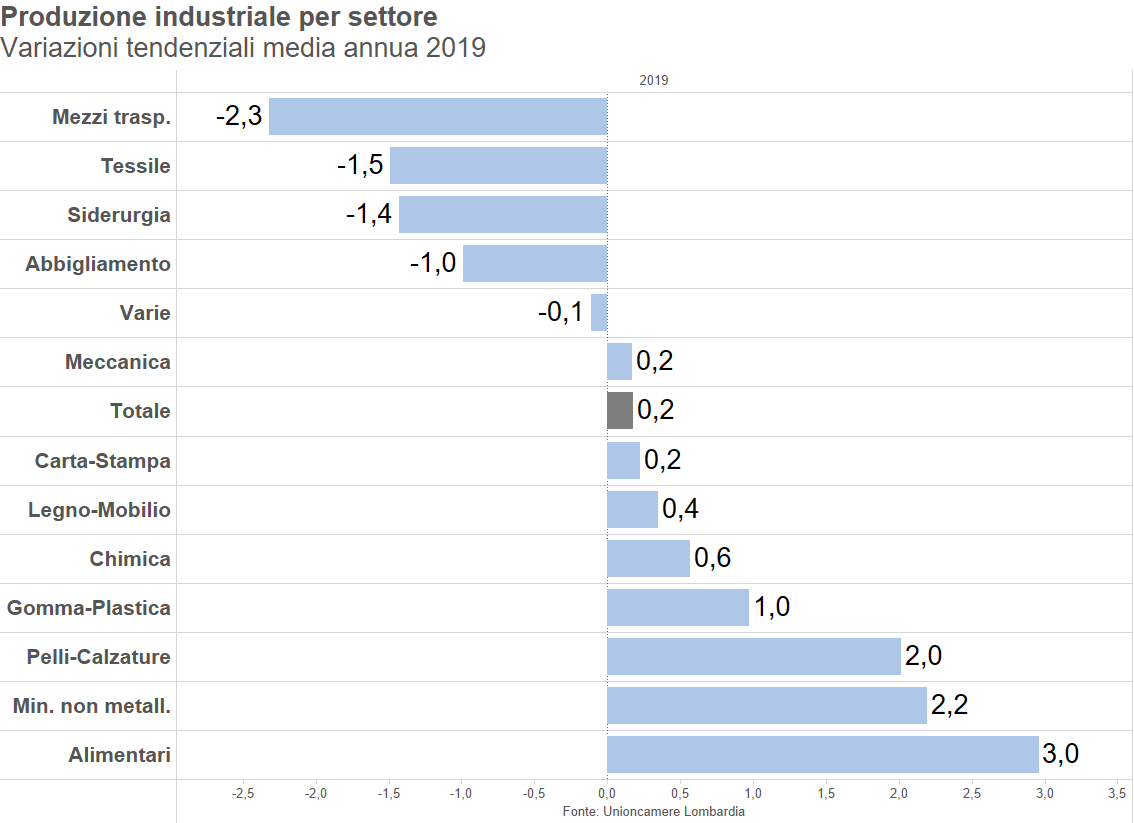 Produzione industriale per settore
Variazioni tendenziali media annua 2019
2019
Mezzi trasp. -2,3
Tessile -1,5
Siderurgia -1,4
Abbigliamento -1,0
Varie -0,1
Meccanica 0,2
Totale 0,2
Carta-Stampa 0,2
Legno-Mobilio 0,4
Chimica 0,6
Gomma-Plastica 1,0
Pelli-Calzature 2,0
Min. non metall. 2,2
Alimentari 3,0
-2,5 -2,0 -1,5 -1,0 -0,5 0,0 0,5 1,0 1,5 2,0 2,5 3,0 3,5
Fonte: Unioncamere Lombardia